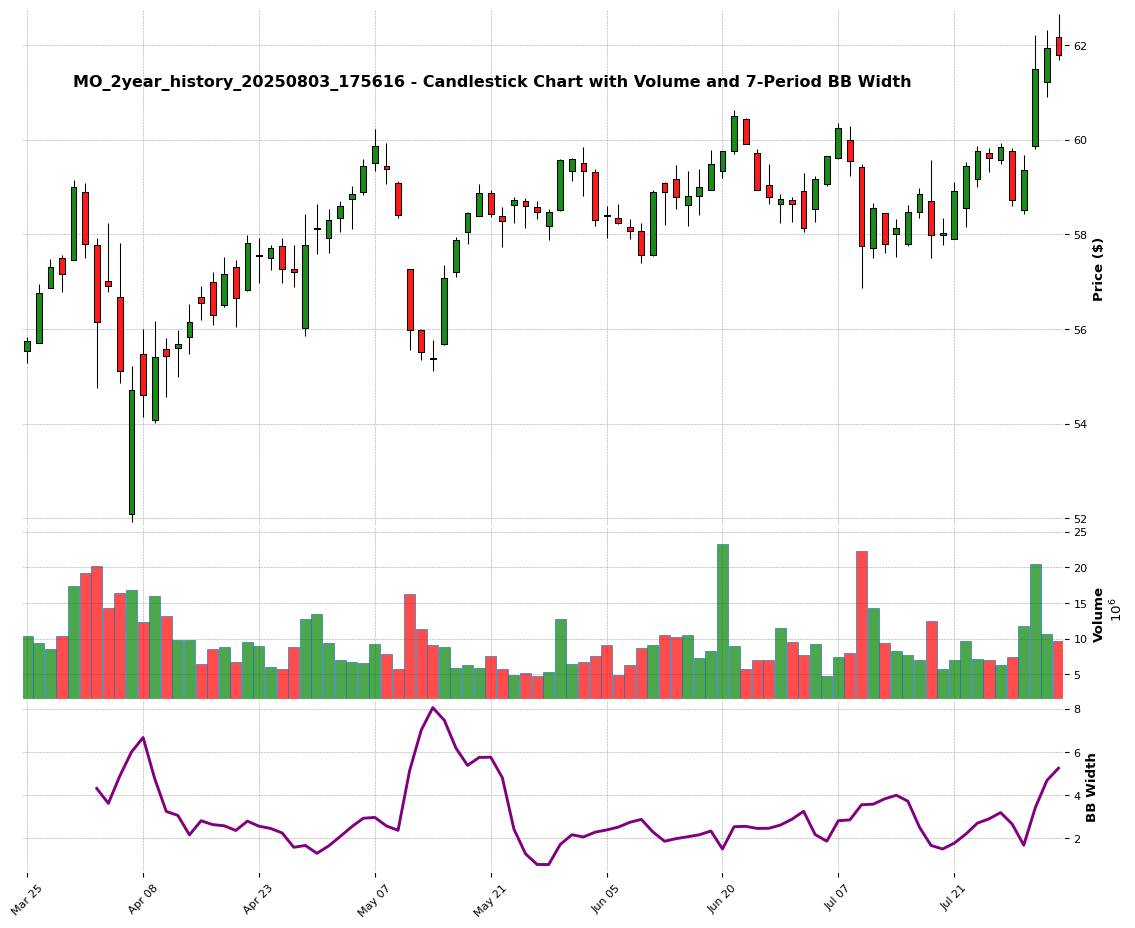 MO_2year_history_20250803_175616 - Candlestick Chart with Volume and 7-Period BB Width
62
60
58
56
54
52
Price ($)
25
20
15
10
5
Volume
10^6
8
6
4
2
BB Width
Mar 25
Apr 08
Apr 23
May 07
May 21
Jun 05
Jun 20
Jul 07
Jul 21